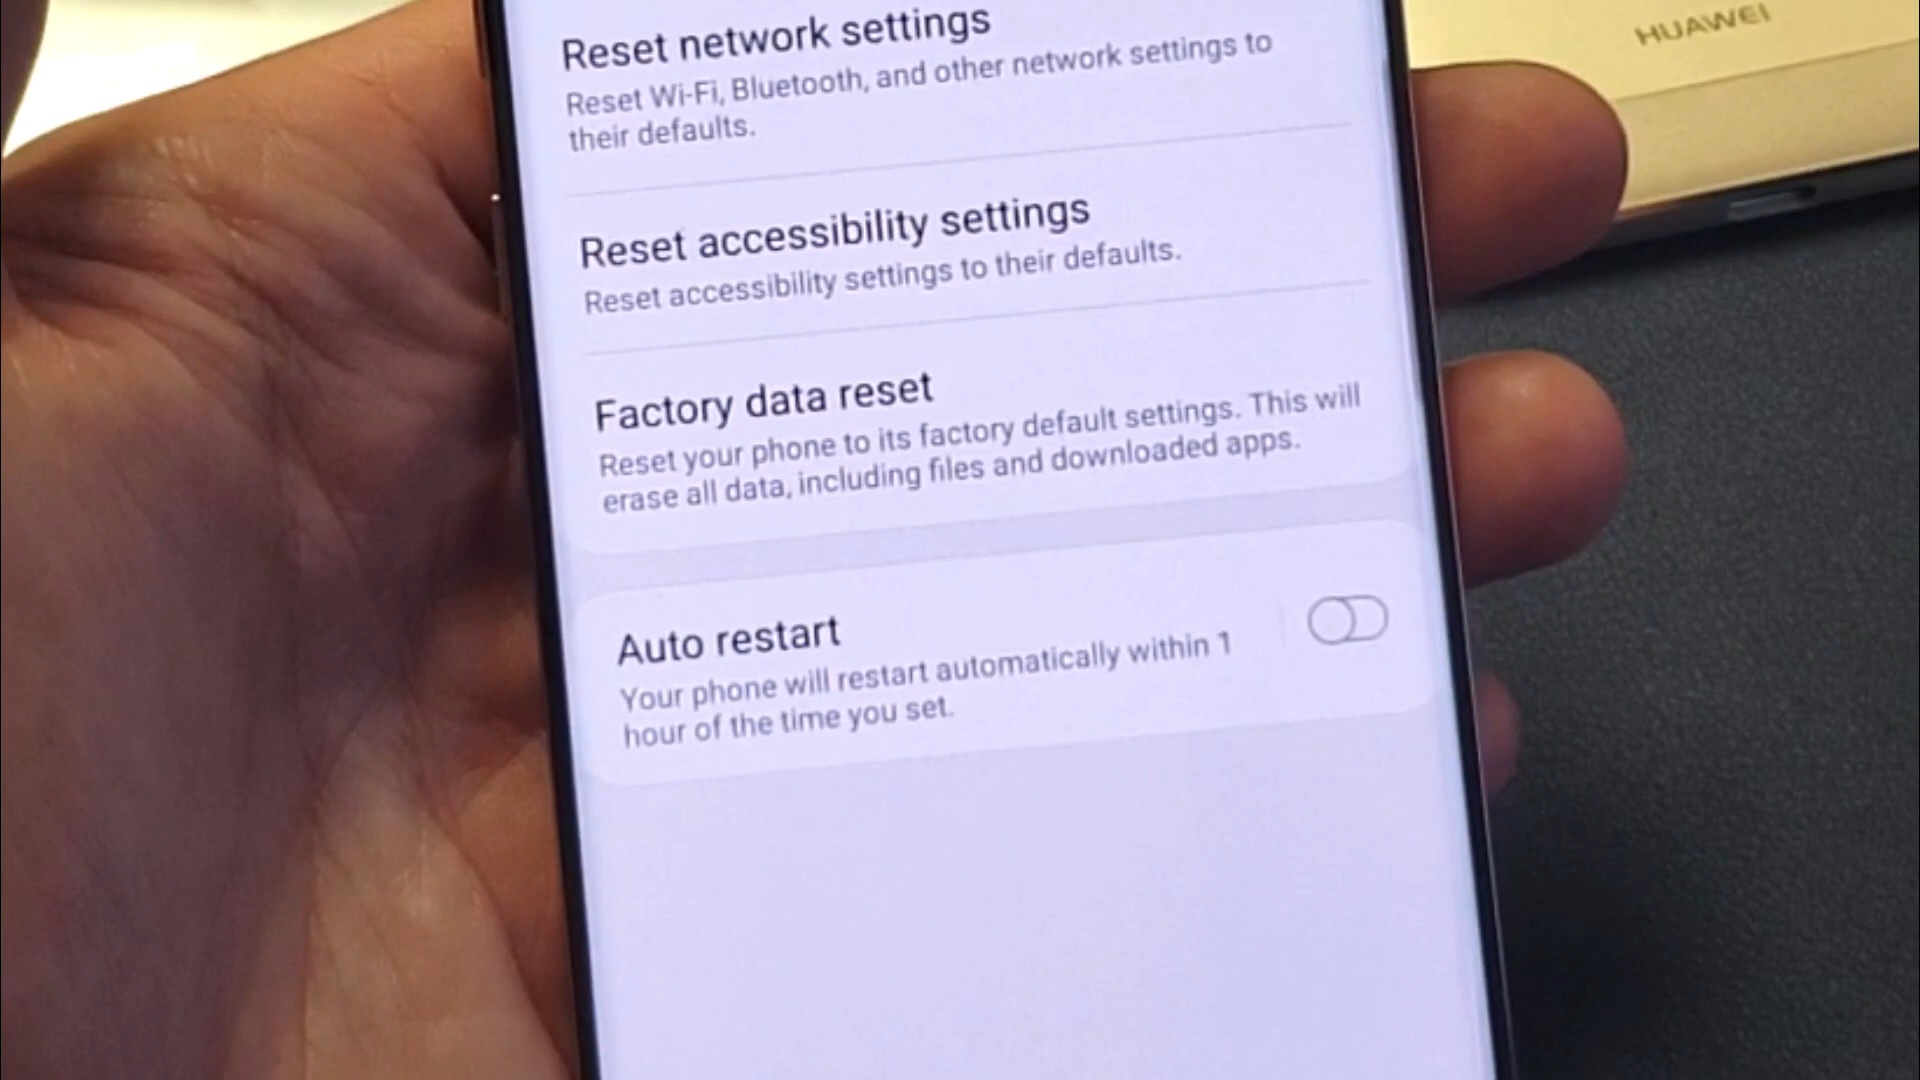 HUAWEI
Reset network settings
Reset Wi-Fi, Bluetooth, and other network settings to
their defaults.
Reset accessibility settings
Reset accessibility settings to their defaults.
Factory data reset
Reset your phone to its factory default settings. This will
erase all data, including files and downloaded apps.
Auto restart
Your phone will restart automatically within 1
hour of the time you set.